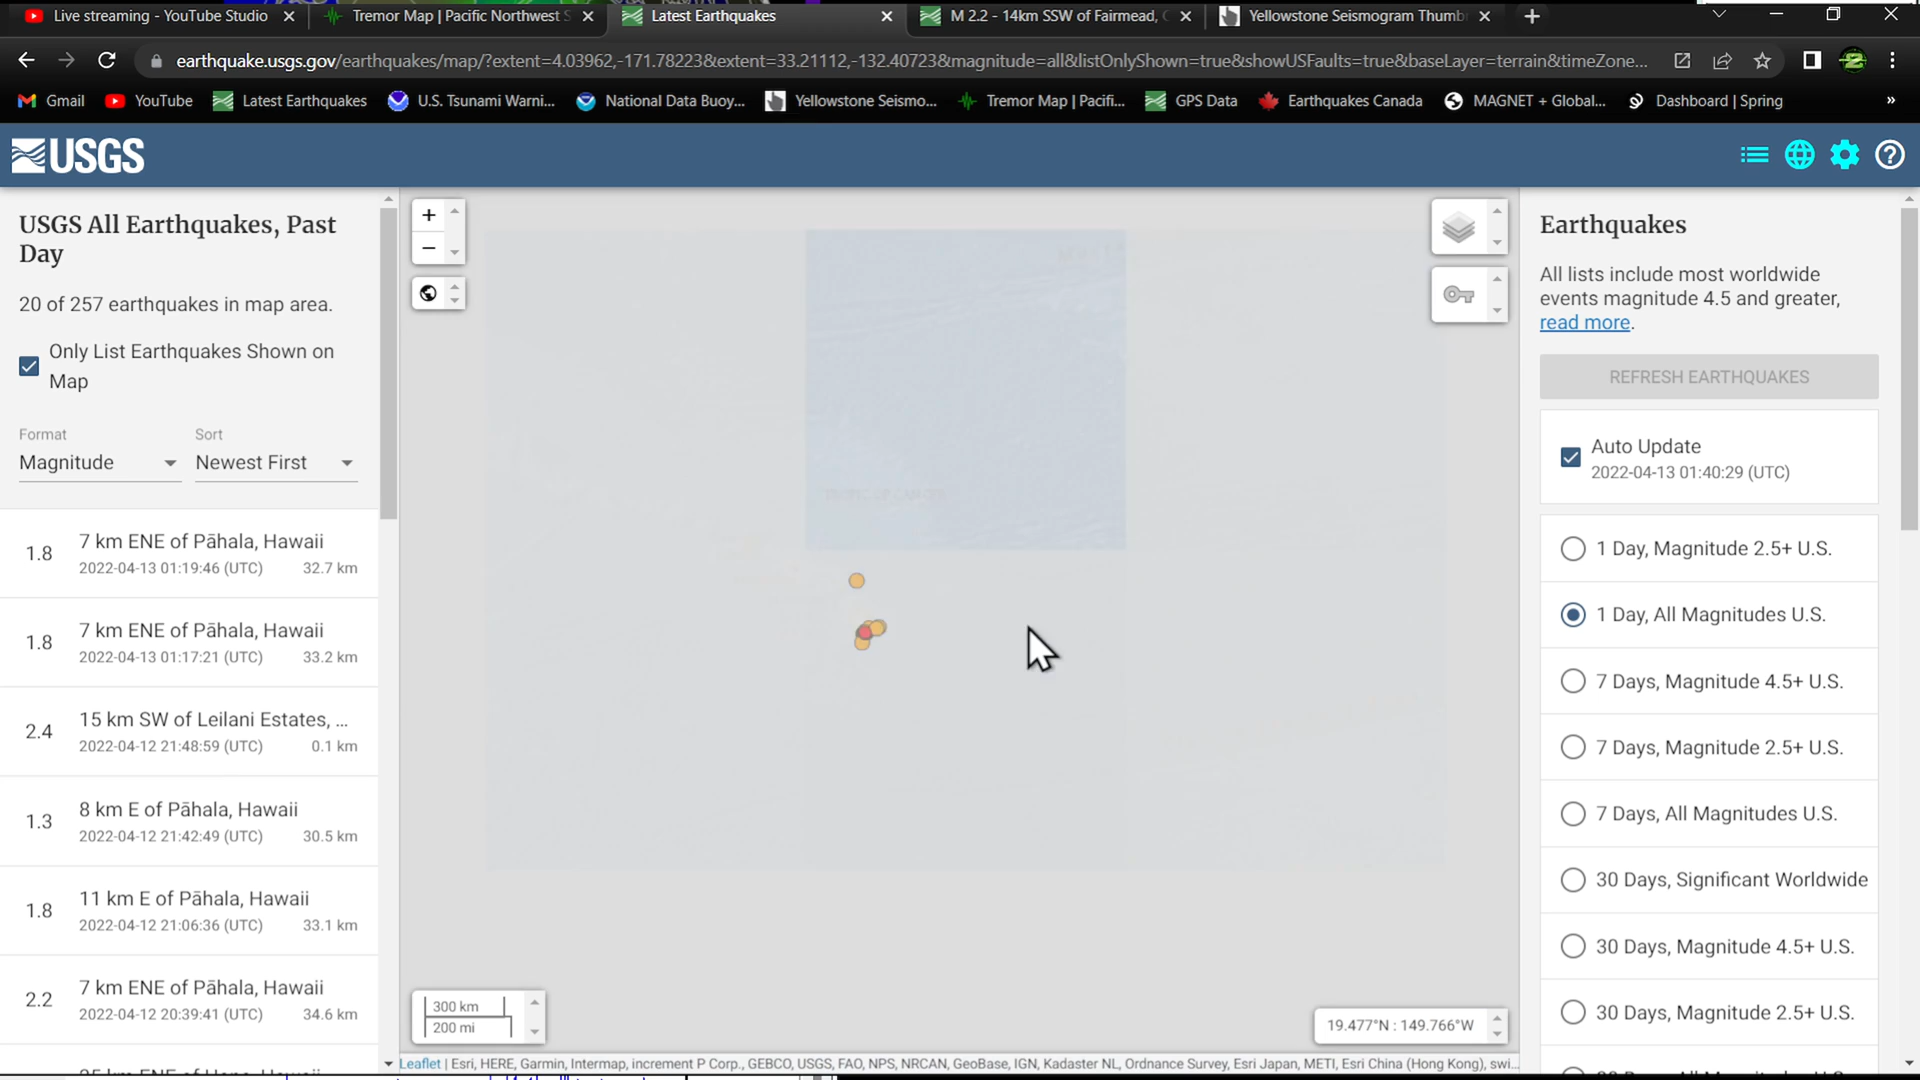 Live streaming - YouTube Studio
Tremor Map | Pacific Northwest S
Latest Earthquakes
M 2.2 - 14km SSW of Fairmead, C
Yellowstone Seismogram Thumbn
earthquake.usgs.gov/earthquakes/map/?extent=4.03962,-171.78223&extent=33.21112,-132.40723&magnitude=all&listOnlyShown=true&showUSFaults=true&baseLayer=terrain&timeZone...
Gmail
YouTube
Latest Earthquakes
U.S. Tsunami Warni...
National Data Buoy...
Yellowstone Seismo...
Tremor Map | Pacifi...
GPS Data
Earthquakes Canada
MAGNET + Global...
Dashboard | Spring
»
USGS
USGS All Earthquakes, Past
Day
20 of 257 earthquakes in map area.
Only List Earthquakes Shown on
Map
Format
Magnitude
Sort
Newest First
1.8
7 km ENE of Pāhala, Hawaii
2022-04-13 01:19:46 (UTC) 32.7 km
1.8
7 km ENE of Pāhala, Hawaii
2022-04-13 01:17:21 (UTC) 33.2 km
2.4
15 km SW of Leilani Estates, ...
2022-04-12 21:48:59 (UTC) 0.1 km
1.3
8 km E of Pāhala, Hawaii
2022-04-12 21:42:49 (UTC) 30.5 km
1.8
11 km E of Pāhala, Hawaii
2022-04-12 21:06:36 (UTC) 33.1 km
2.2
7 km ENE of Pāhala, Hawaii
2022-04-12 20:39:41 (UTC) 34.6 km
+
−
TROPIC OF CANCER
300 km
200 mi
19.477°N : 149.766°W
Leaflet | Esri, HERE, Garmin, Intermap, increment P Corp., GEBCO, USGS, FAO, NPS, NRCAN, GeoBase, IGN, Kadaster NL, Ordnance Survey, Esri Japan, METI, Esri China (Hong Kong), swi...
Earthquakes
All lists include most worldwide
events magnitude 4.5 and greater,
read more.
REFRESH EARTHQUAKES
Auto Update
2022-04-13 01:40:29 (UTC)
1 Day, Magnitude 2.5+ U.S.
1 Day, All Magnitudes U.S.
7 Days, Magnitude 4.5+ U.S.
7 Days, Magnitude 2.5+ U.S.
7 Days, All Magnitudes U.S.
30 Days, Significant Worldwide
30 Days, Magnitude 4.5+ U.S.
30 Days, Magnitude 2.5+ U.S.